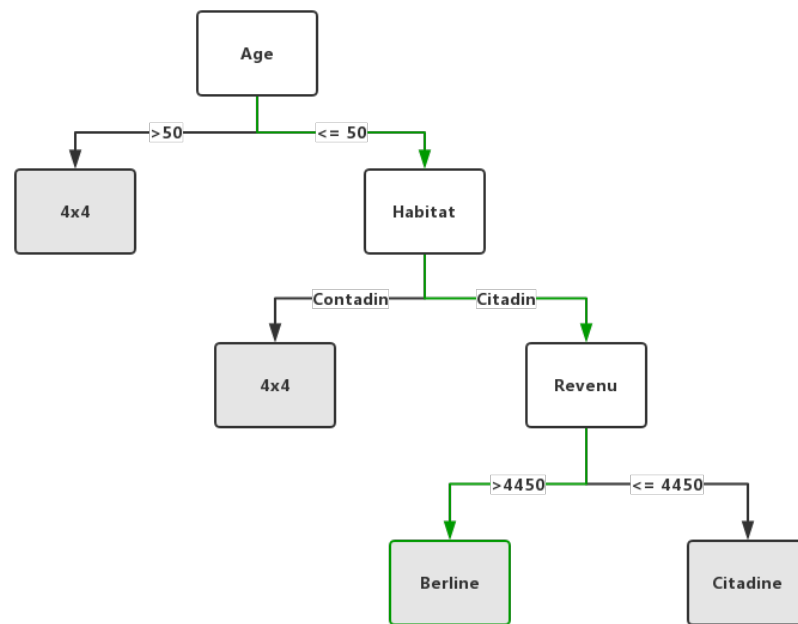 Age
>50
<= 50
4x4
Habitat
Contadin
Citadin
4x4
Revenu
>4450
<= 4450
Berline
Citadine